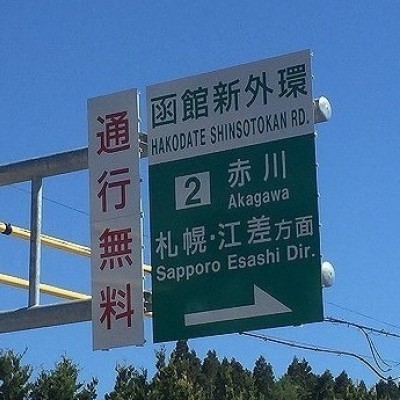 通行無料
函館新外環
HAKODATE SHINSOTOKAN RD.
2 赤川
Akagawa
札幌・江差方面
Sapporo Esashi Dir.